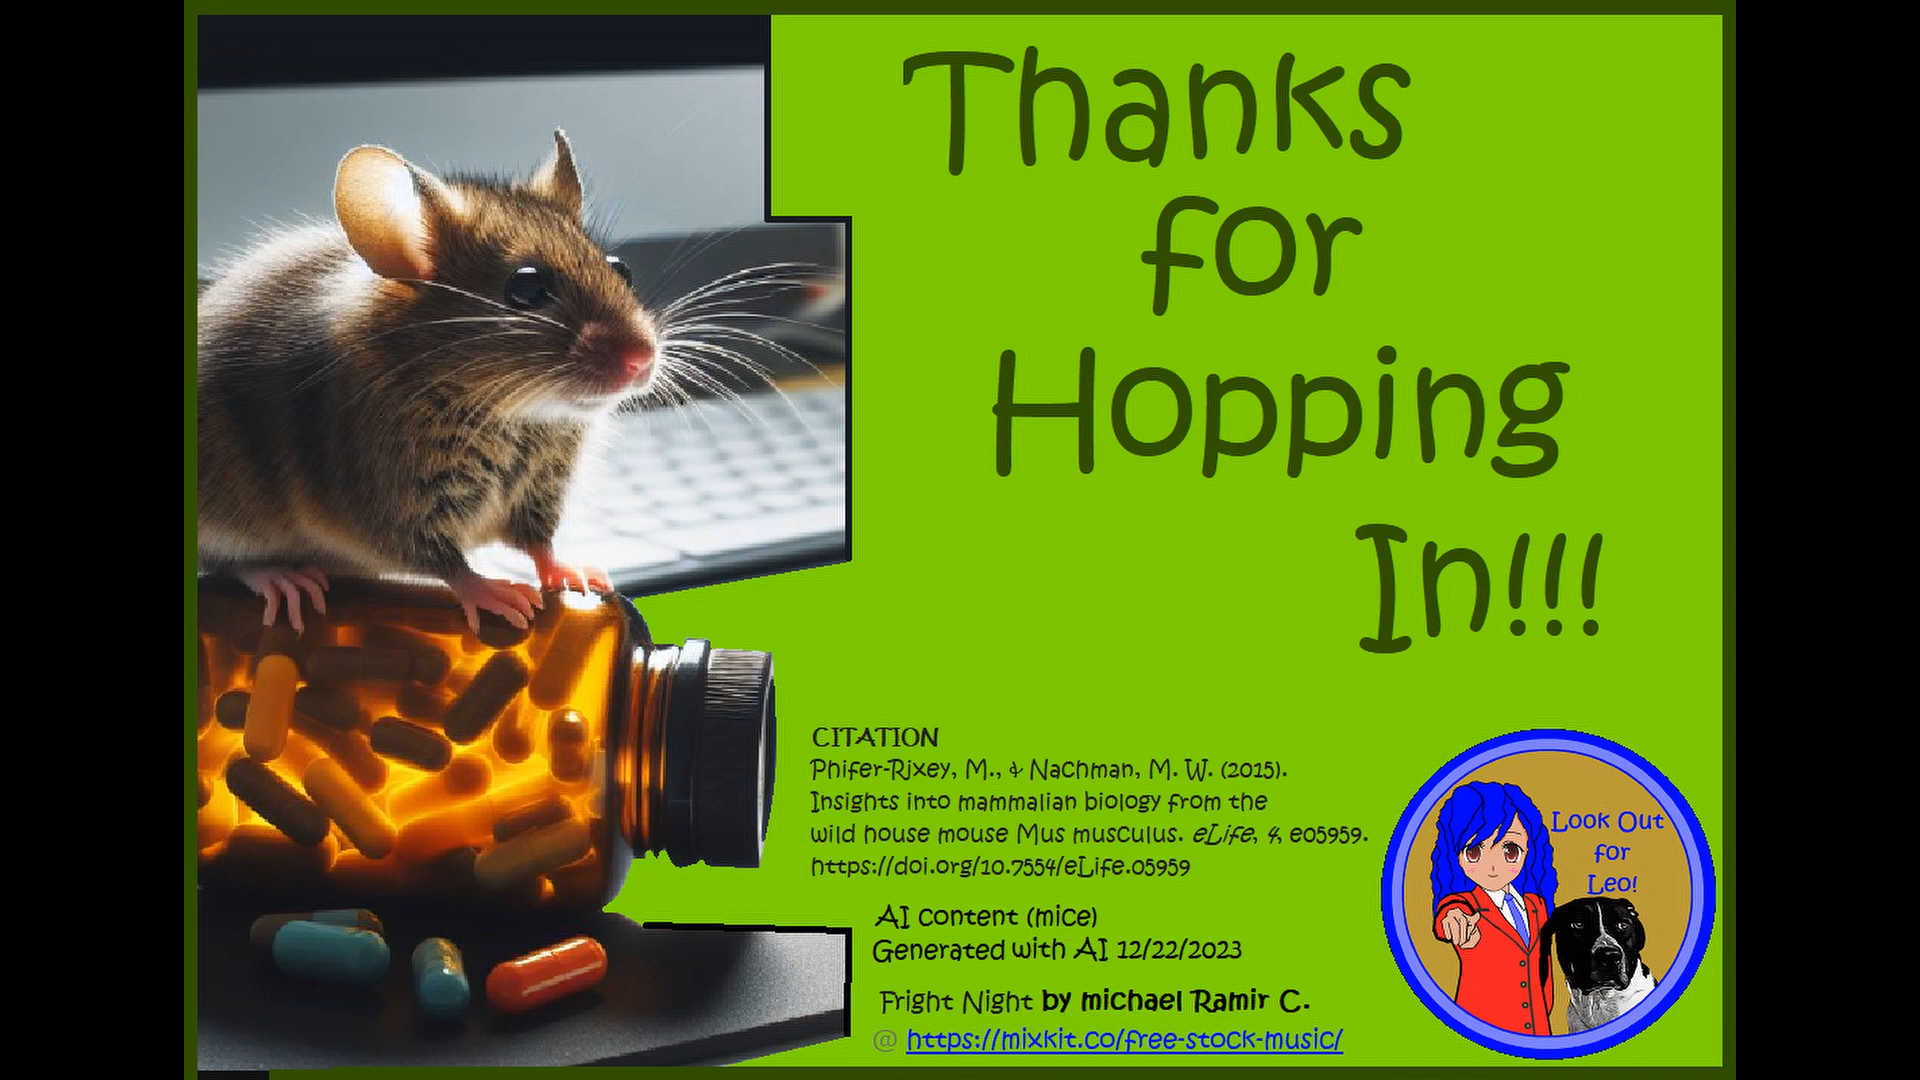 Thanks
for
Hopping
In!!!
CITATION
Phifer-Rixey, M., & Nachman, M. W. (2015).
Insights into mammalian biology from the
wild house mouse Mus musculus. eLife, 4, e05959.
https://doi.org/10.7554/eLife.05959
AI content (mice)
Generated with AI 12/22/2023
Fright Night by michael Ramir C.
@ https://mixkit.co/free-stock-music/
Look Out
for
Leo!